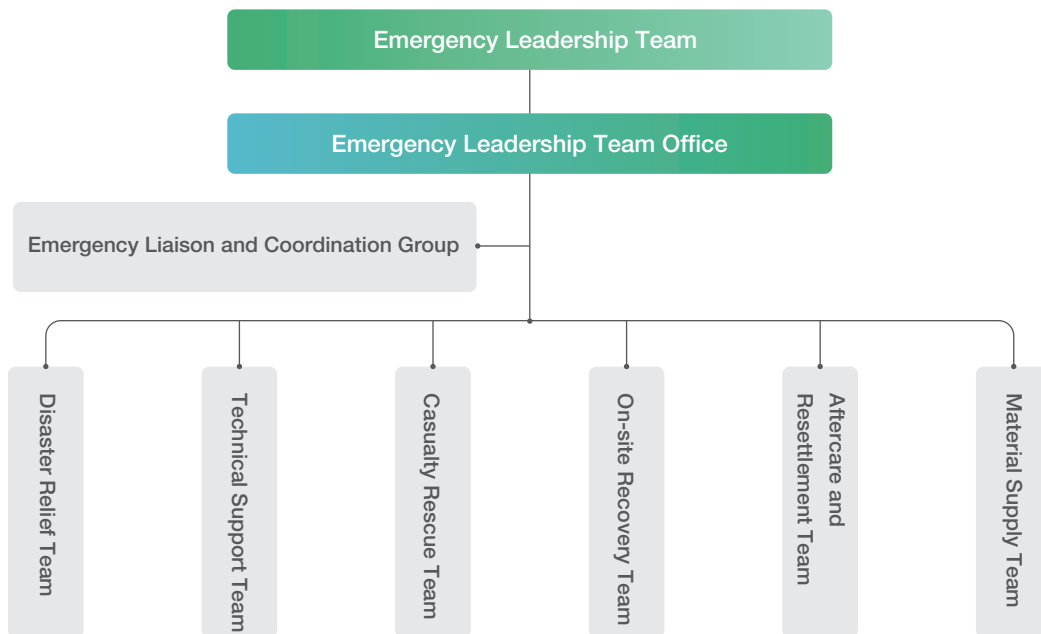 Emergency Leadership Team
Emergency Leadership Team Office
Emergency Liaison and Coordination Group
Disaster Relief Team
Technical Support Team
Casualty Rescue Team
On-site Recovery Team
Aftercare and
Resettlement Team
Material Supply Team